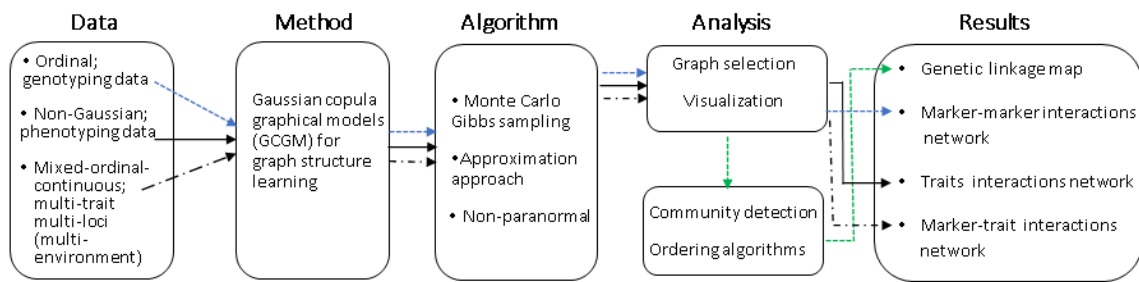 Data
Method
Algorithm
Analysis
Results
• Ordinal;
genotyping data
• Non-Gaussian;
phenotyping data
• Mixed-ordinal-
continuous;
multi-trait
multi-loci
(multi-
environment)
Gaussian copula
graphical models
(GCGM) for
graph structure
learning
• Monte Carlo
Gibbs sampling
• Approximation
approach
• Non-paranormal
Graph selection
Visualization
Community detection
Ordering algorithms
• Genetic linkage map
• Marker-marker interactions
network
• Traits interactions network
• Marker-trait interactions
network